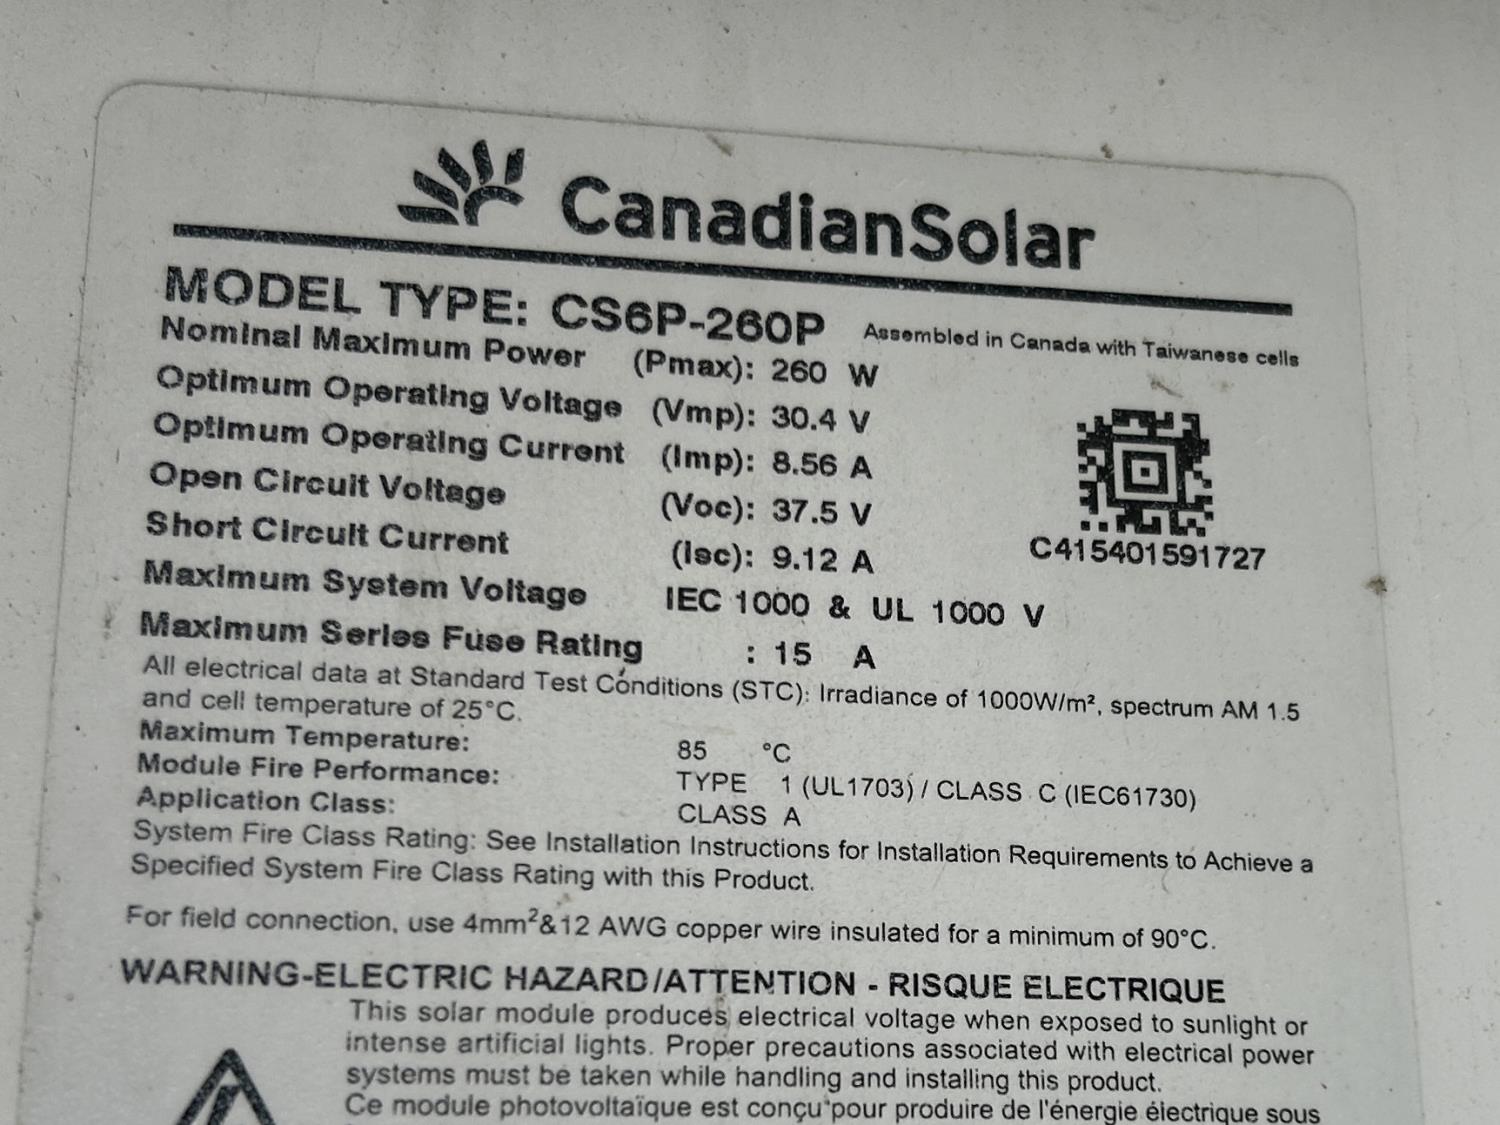 CanadianSolar
MODEL TYPE: CS6P-260P Assembled in Canada with Taiwanese cells
Nominal Maximum Power (Pmax): 260 W
Optimum Operating Voltage (Vmp): 30.4 V
Optimum Operating Current (Imp): 8.56 A
Open Circuit Voltage (Voc): 37.5 V
Short Circuit Current (Isc): 9.12 A
C415401591727
Maximum System Voltage IEC 1000 & UL 1000 V
Maximum Series Fuse Rating : 15 A
All electrical data at Standard Test Conditions (STC): Irradiance of 1000W/m², spectrum AM 1.5
and cell temperature of 25°C.
Maximum Temperature: 85 °C
Module Fire Performance: TYPE 1 (UL1703) / CLASS C (IEC61730)
Application Class: CLASS A
System Fire Class Rating: See Installation Instructions for Installation Requirements to Achieve a
Specified System Fire Class Rating with this Product.
For field connection, use 4mm²&12 AWG copper wire insulated for a minimum of 90°C.
WARNING-ELECTRIC HAZARD/ATTENTION - RISQUE ELECTRIQUE
This solar module produces electrical voltage when exposed to sunlight or
intense artificial lights. Proper precautions associated with electrical power
systems must be taken while handling and installing this product.
Ce module photovoltaïque est conçu pour produire de l'énergie électrique sous